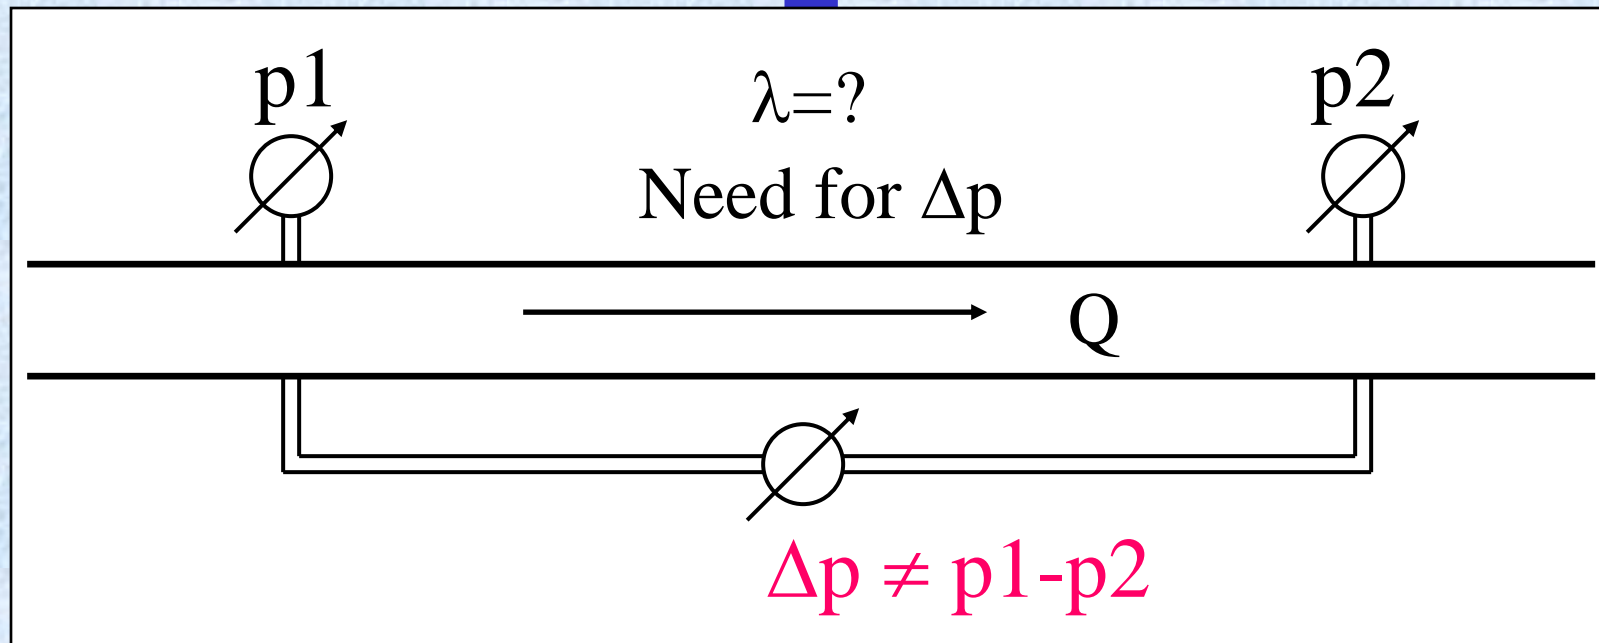 p1
λ=?
p2
Need for Δp
Q
Δp ≠ p1-p2